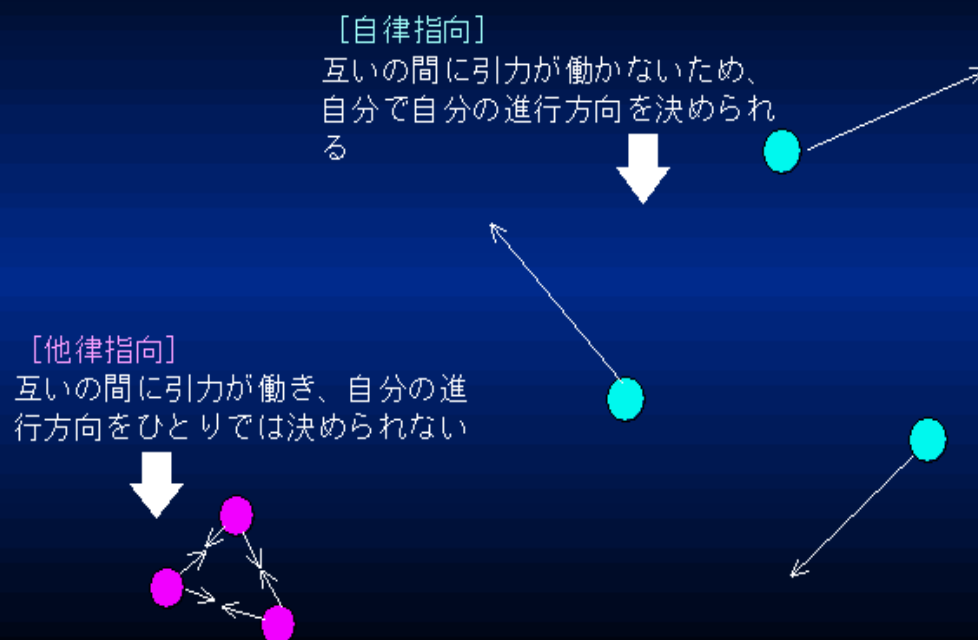 [自律指向]
互いの間に引力が働かないため、
自分で自分の進行方向を決められ
る
[他律指向]
互いの間に引力が働き、自分の進
行方向をひとりでは決められない